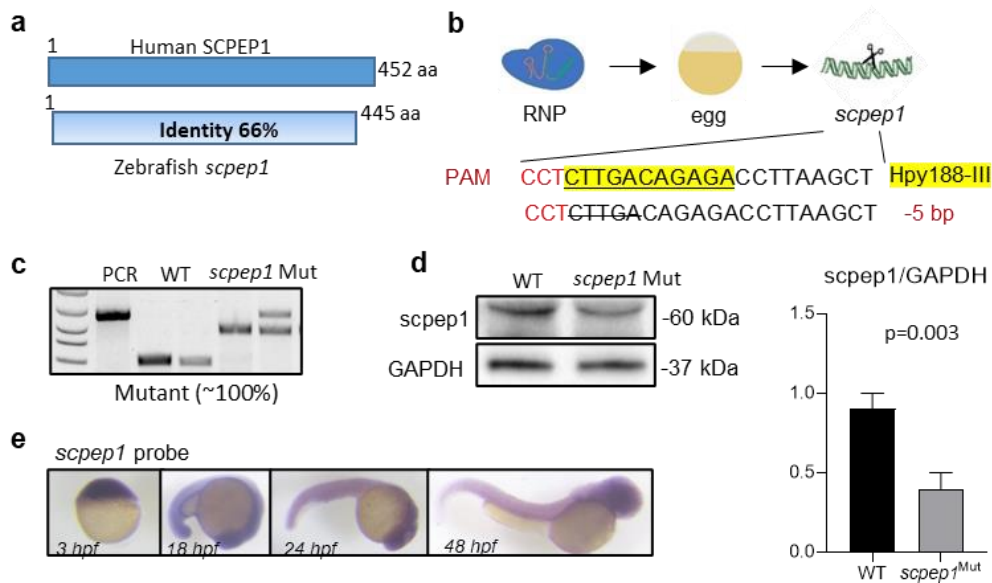 a
1
Human SCPEP1
452 aa
1
445 aa
Identity 66%
Zebrafish scpep1
b
RNP
egg
scpep1
PAM CCTCTTGACAGAGACCTTAAGCT Hpy188-III
CCTCTTGACAGAGACCTTAAGCT -5 bp
c
PCR WT scpep1 Mut
Mutant (~100%)
d
WT scpep1 Mut
scpep1 -60 kDa
GAPDH -37 kDa
scpep1/GAPDH
1.5
p=0.003
1.0
0.5
0.0
WT scpep1Mut
e
scpep1 probe
3 hpf 18 hpf 24 hpf 48 hpf